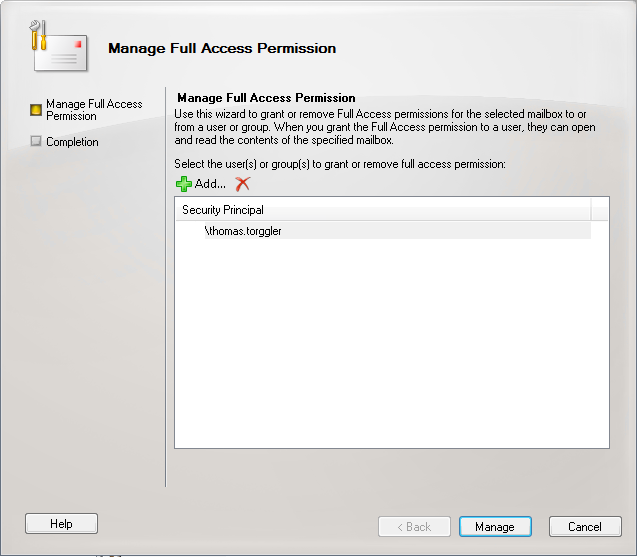 Manage Full Access Permission
Manage Full Access
Permission
Completion
Manage Full Access Permission
Use this wizard to grant or remove Full Access permissions for the selected mailbox to or
from a user or group. When you grant the Full Access permission to a user, they can open
and read the contents of the specified mailbox.
Select the user(s) or group(s) to grant or remove full access permission:
Add...
Security Principal
\thomas.torggler
Help
< Back
Manage
Cancel